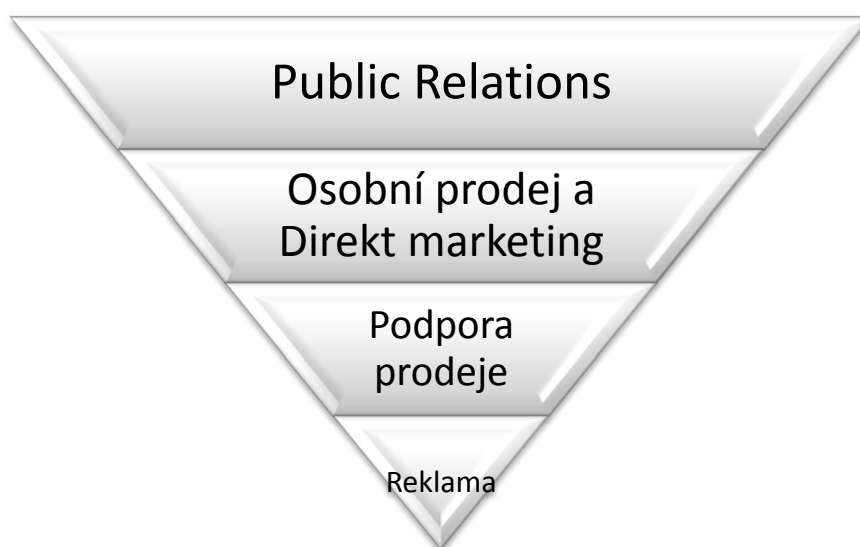 Public Relations
Osobní prodej a
Direkt marketing
Podpora
prodeje
Reklama